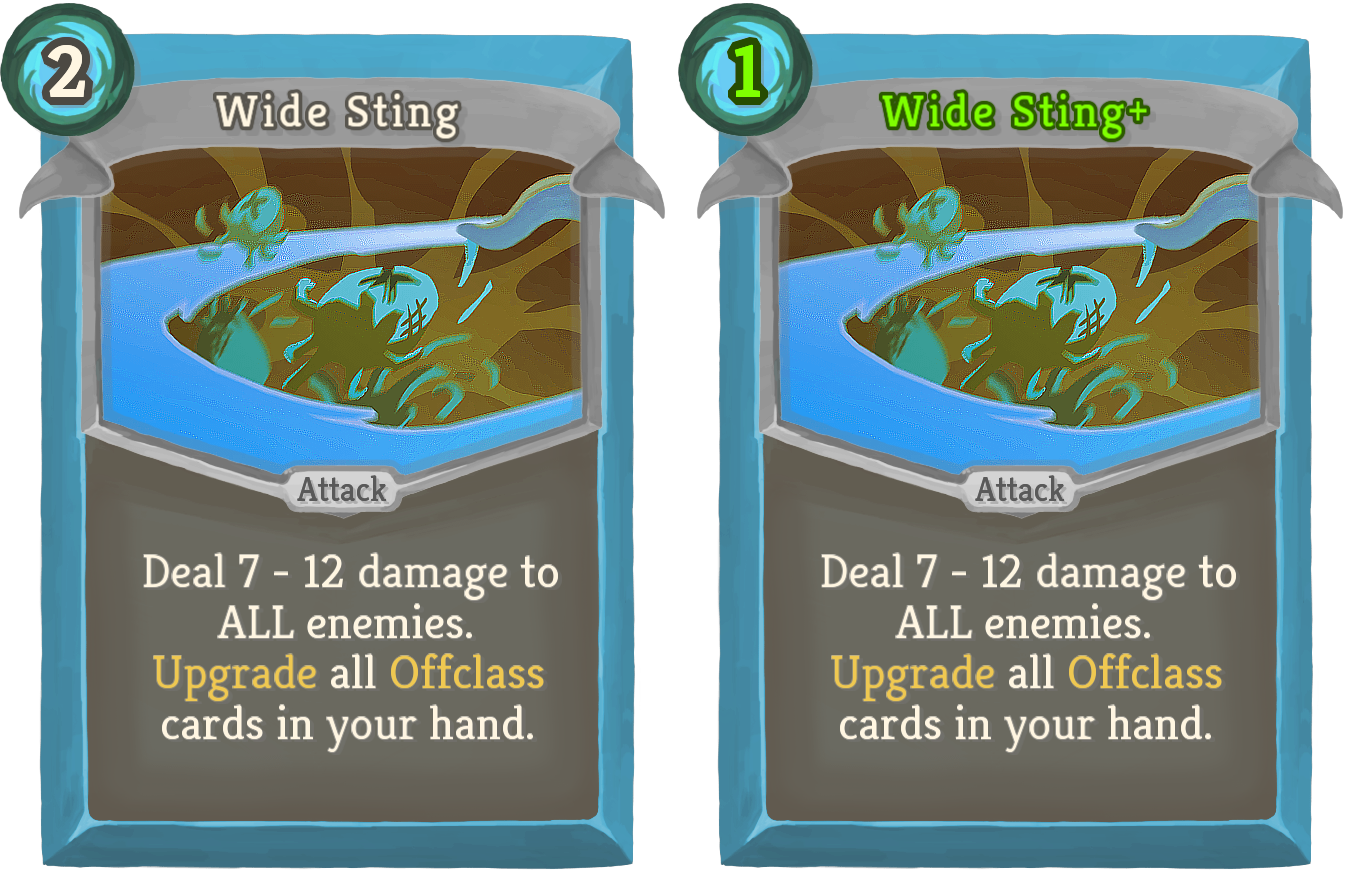 2
Wide Sting
Attack
Deal 7 - 12 damage to
ALL enemies.
Upgrade all Offclass
cards in your hand.
1
Wide Sting+
Attack
Deal 7 - 12 damage to
ALL enemies.
Upgrade all Offclass
cards in your hand.